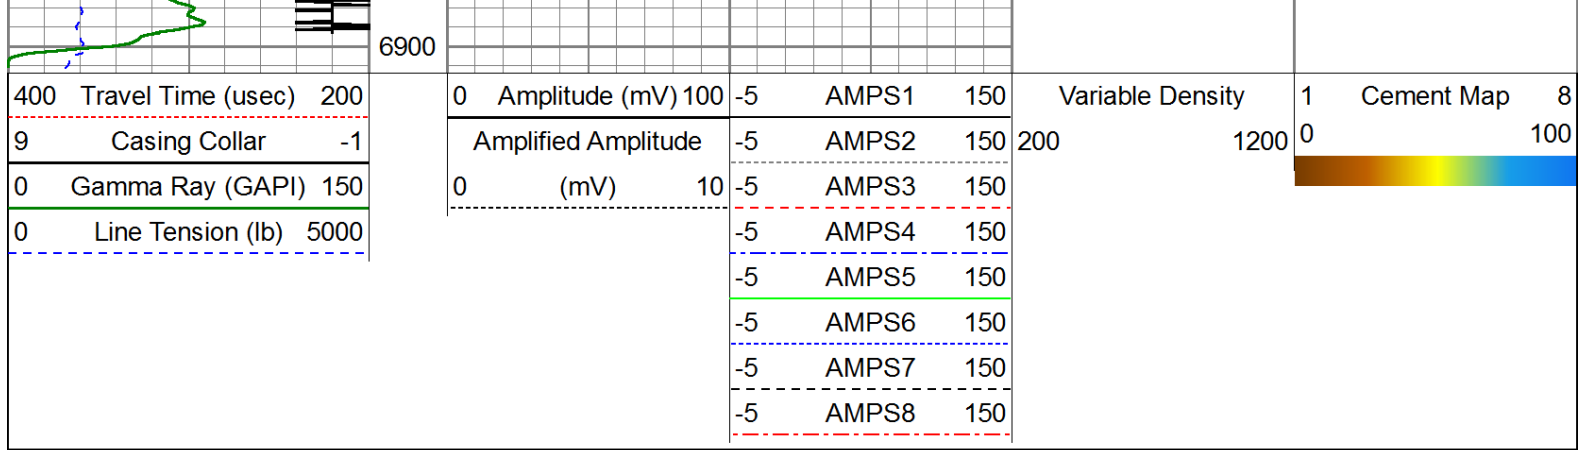 6900
400 Travel Time (usec) 200
9 Casing Collar -1
0 Gamma Ray (GAPI) 150
0 Line Tension (lb) 5000
0 Amplitude (mV) 100
Amplified Amplitude
0 (mV) 10
-5 AMPS1 150
-5 AMPS2 150
-5 AMPS3 150
-5 AMPS4 150
-5 AMPS5 150
-5 AMPS6 150
-5 AMPS7 150
-5 AMPS8 150
Variable Density
200 1200
1 Cement Map 8
0 100